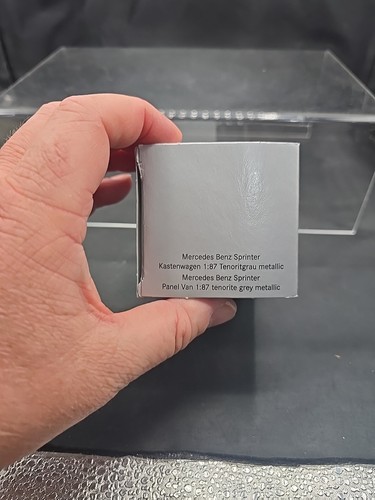 Mercedes Benz Sprinter
Kastenwagen 1:87 Tenoritgrau metallic
Mercedes Benz Sprinter
Panel Van 1:87 tenorite grey metallic